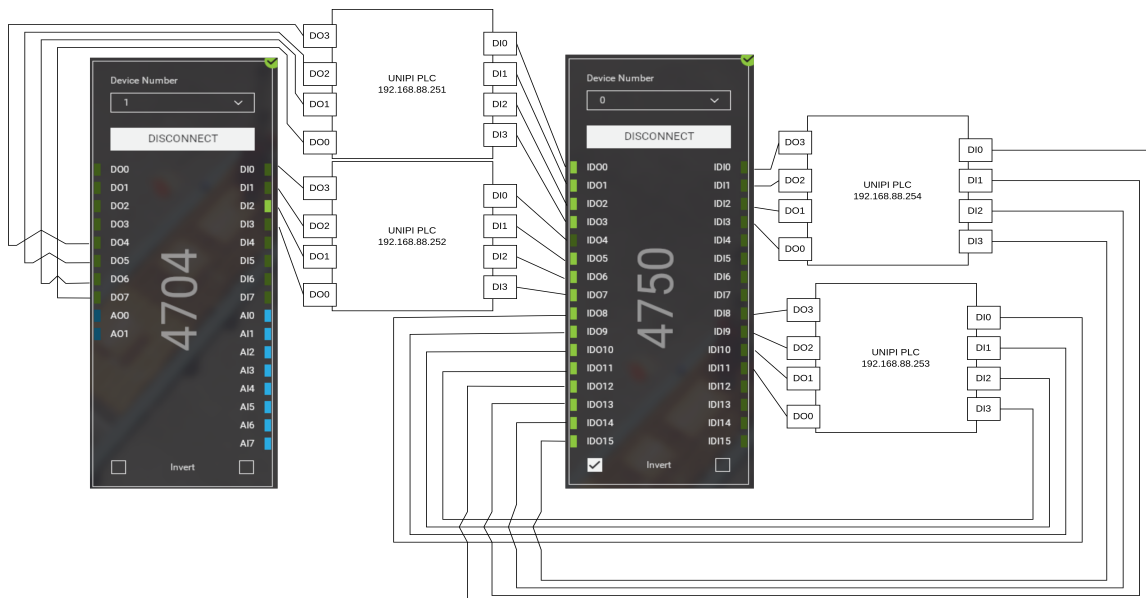 DO3
DO2
DO1
DO0
UNIPI PLC
192.168.88.251
DI0
DI1
DI2
DI3
DO3
DO2
DO1
DO0
UNIPI PLC
192.168.88.252
DI0
DI1
DI2
DI3
Device Number
1
DISCONNECT
4704
DO0 DI0
DO1 DI1
DO2 DI2
DO3 DI3
DO4 DI4
DO5 DI5
DO6 DI6
DO7 DI7
AO0 AI0
AO1 AI1
AI2
AI3
AI4
AI5
AI6
AI7
Invert
Device Number
0
DISCONNECT
4750
IDO0 IDI0
IDO1 IDI1
IDO2 IDI2
IDO3 IDI3
IDO4 IDI4
IDO5 IDI5
IDO6 IDI6
IDO7 IDI7
IDO8 IDI8
IDO9 IDI9
IDO10 IDI10
IDO11 IDI11
IDO12 IDI12
IDO13 IDI13
IDO14 IDI14
IDO15 IDI15
Invert
DO3
DO2
DO1
DO0
UNIPI PLC
192.168.88.254
DI0
DI1
DI2
DI3
DO3
DO2
DO1
DO0
UNIPI PLC
192.168.88.253
DI0
DI1
DI2
DI3